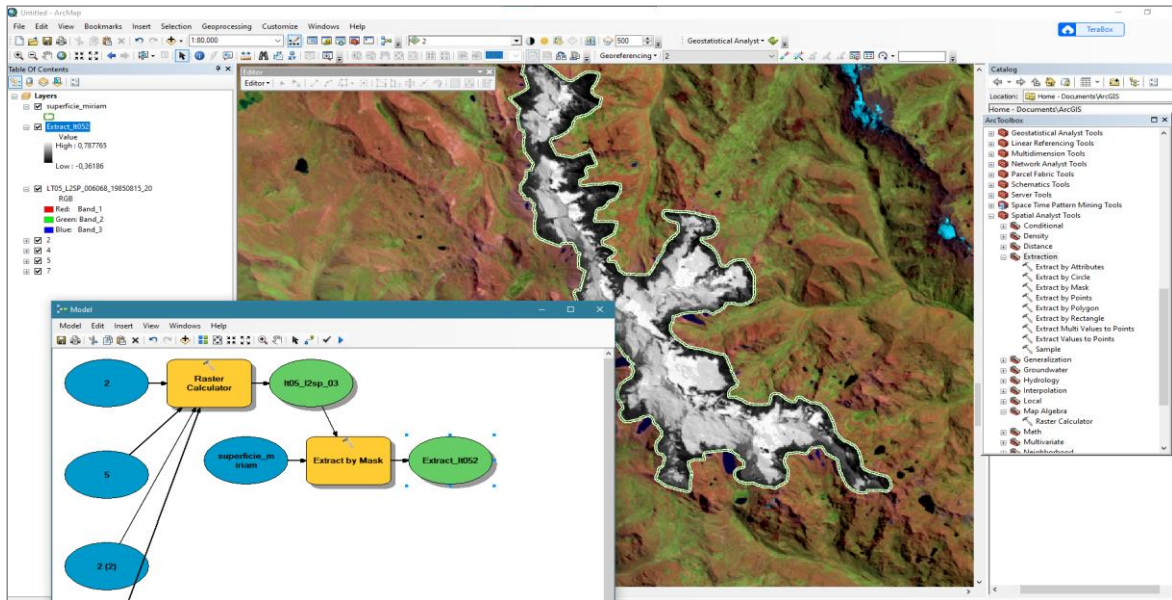 Untitled - ArcMap
File Edit View Bookmarks Insert Selection Geoprocessing Customize Windows Help
1:80,000
2
500
Geostatistical Analyst
TeraBox
Georeferencing
2
Table Of Contents
Layers
superficie_miriam
Extract_lt052
Value
High : 0,787765
Low : -0,36186
LT05_L2SP_006068_19850815_20
RGB
Red: Band_1
Green: Band_2
Blue: Band_3
2
4
5
7
Editor
Editor
Catalog
Location: Home - Documents\ArcGIS
Home - Documents\ArcGIS
ArcToolbox
Geostatistical Analyst Tools
Linear Referencing Tools
Multidimension Tools
Network Analyst Tools
Parcel Fabric Tools
Schematics Tools
Server Tools
Space Time Pattern Mining Tools
Spatial Analyst Tools
Conditional
Density
Distance
Extraction
Extract by Attributes
Extract by Circle
Extract by Mask
Extract by Points
Extract by Polygon
Extract by Rectangle
Extract Multi Values to Points
Extract Values to Points
Sample
Generalization
Groundwater
Hydrology
Interpolation
Local
Map Algebra
Raster Calculator
Math
Multivariate
Neighborhood
Model
Model Edit Insert View Windows Help
2
Raster
Calculator
lt05_l2sp_03
5
superficie_m
iriam
Extract by Mask
Extract_lt052
2 (2)